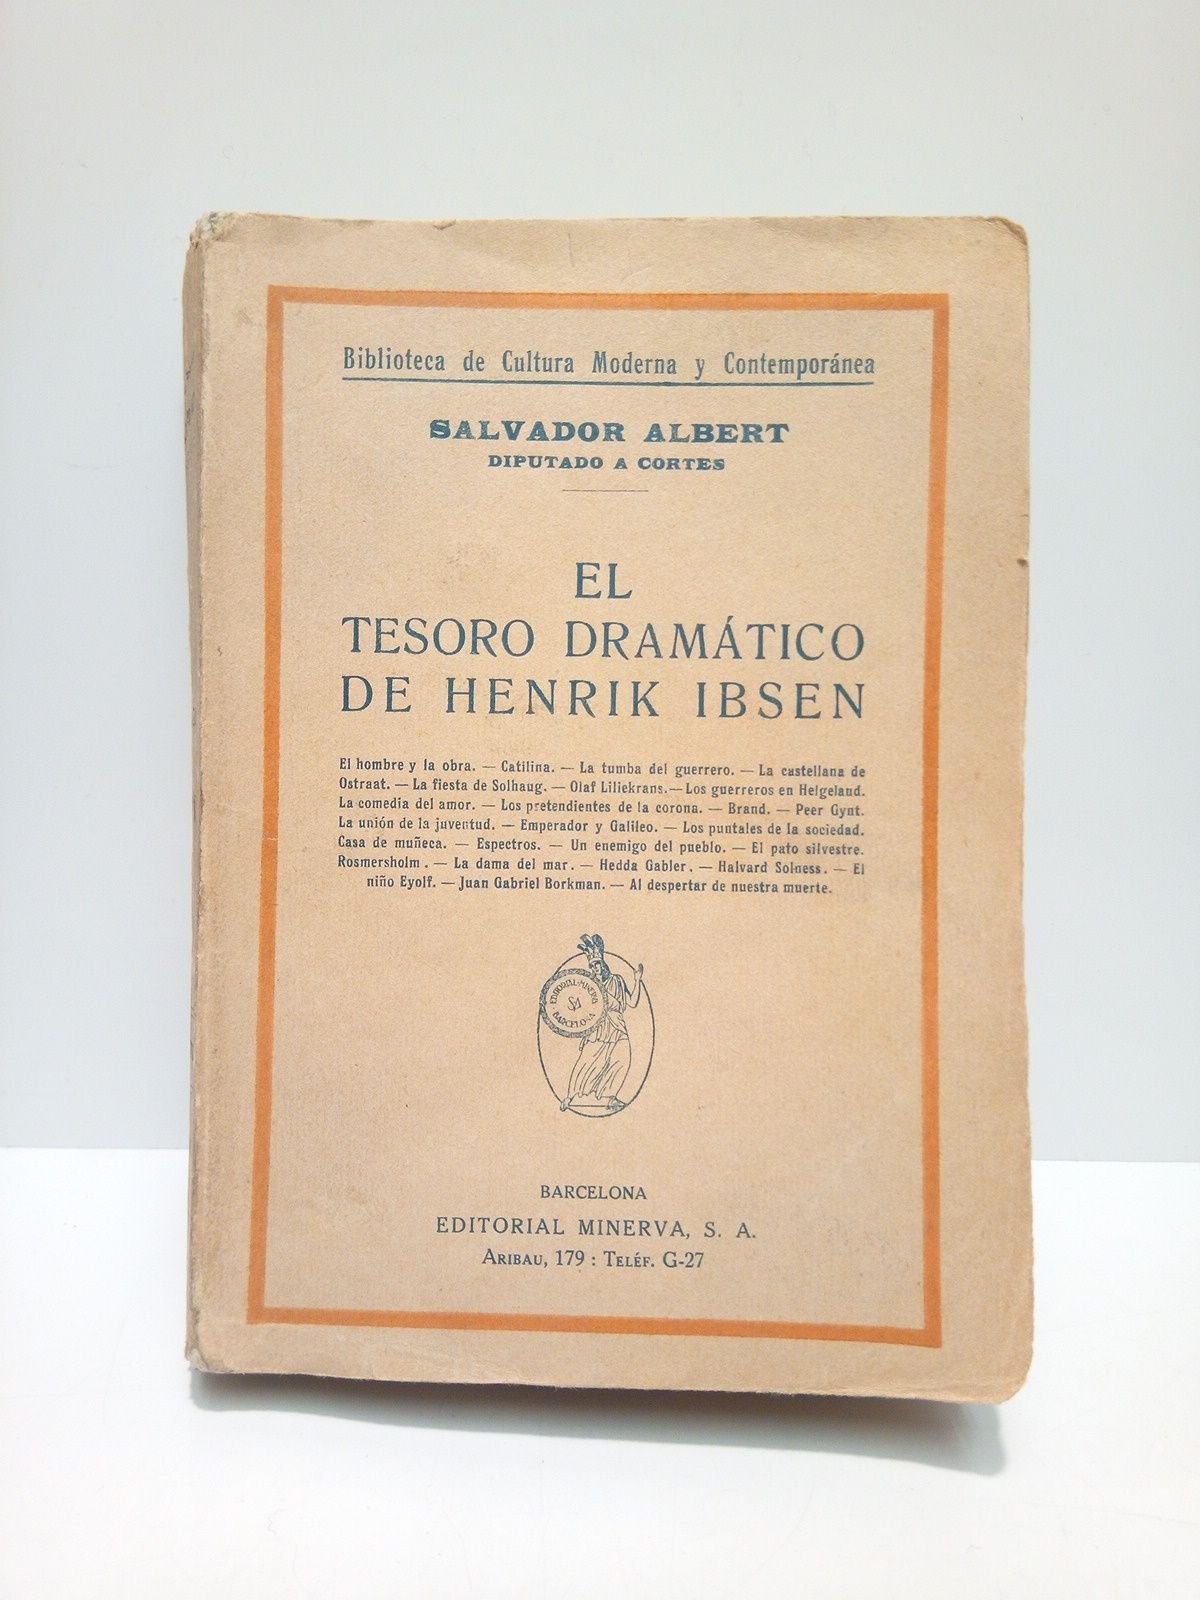 Biblioteca de Cultura Moderna y Contemporánea
SALVADOR ALBERT
DIPUTADO A CORTES
EL
TESORO DRAMÁTICO
DE HENRIK IBSEN
El hombre y la obra. — Catilina. — La tumba del guerrero. — La castellana de
Ostraat. — La fiesta de Solhaug. — Olaf Liliekrans. — Los guerreros en Helgeland.
La comedia del amor. — Los pretendientes de la corona. — Brand. — Peer Gynt.
La unión de la juventud. — Emperador y Galileo. — Los puntales de la sociedad.
Casa de muñeca. — Espectros. — Un enemigo del pueblo. — El pato silvestre.
Rosmersholm. — La dama del mar. — Hedda Gabler. — Halvard Solness. — El
niño Eyolf. — Juan Gabriel Borkman. — Al despertar de nuestra muerte.
EDITORIAL MINERVA
BARCELONA
BARCELONA
EDITORIAL MINERVA, S. A.
ARIBAU, 179 : TELÉF. G-27